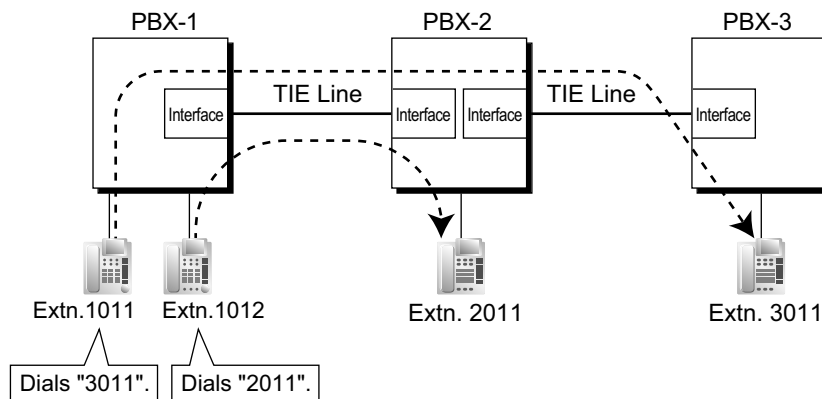 PBX-1
PBX-2
PBX-3
Interface
TIE Line
Interface
Interface
TIE Line
Interface
Extn.1011
Extn.1012
Extn. 2011
Extn. 3011
Dials "3011".
Dials "2011".